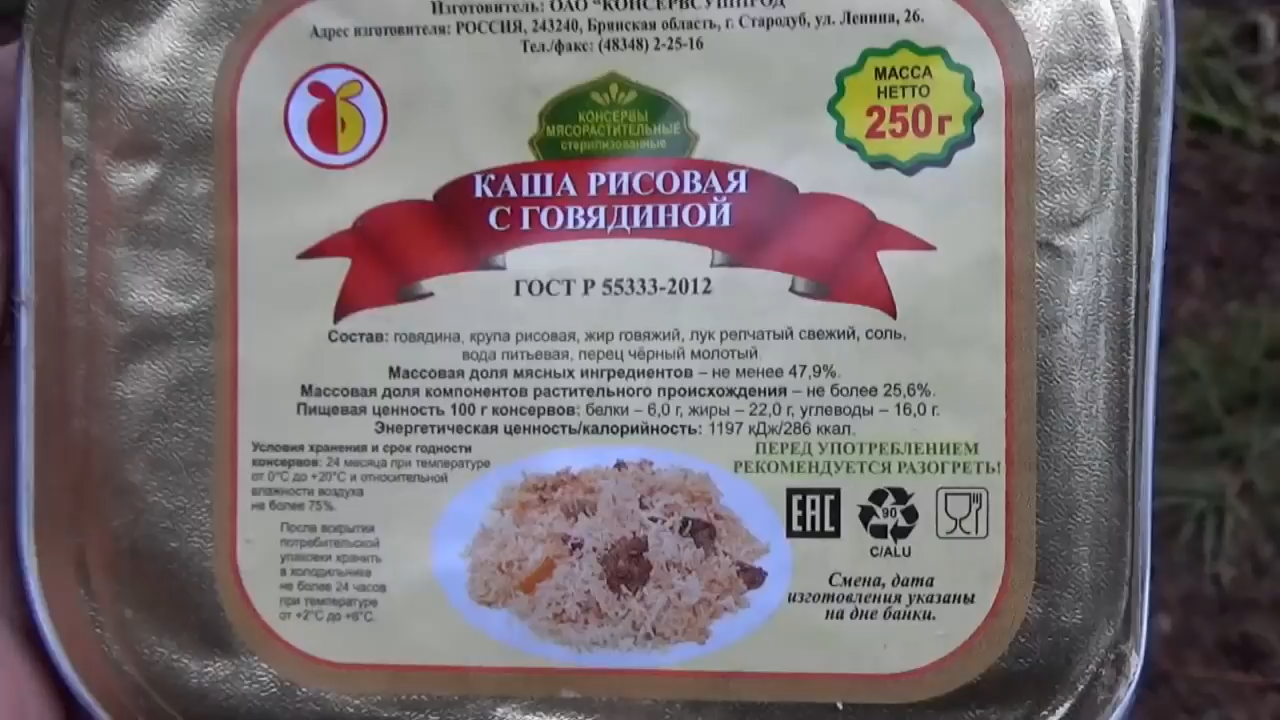 Изготовитель: ОАО "КОНСЕРВСУШПРОД"
Адрес изготовителя: РОССИЯ, 243240, Брянская область, г. Стародуб, ул. Ленина, 26.
Тел./факс: (48348) 2-25-16
МАССА
НЕТТО
250 г
КОНСЕРВЫ
МЯСОРАСТИТЕЛЬНЫЕ
стерилизованные
КАША РИСОВАЯ
С ГОВЯДИНОЙ
ГОСТ Р 55333-2012
Состав: говядина, крупа рисовая, жир говяжий, лук репчатый свежий, соль,
вода питьевая, перец чёрный молотый.
Массовая доля мясных ингредиентов – не менее 47,9%.
Массовая доля компонентов растительного происхождения – не более 25,6%.
Пищевая ценность 100 г консервов: белки – 6,0 г, жиры – 22,0 г, углеводы – 16,0 г.
Энергетическая ценность/калорийность: 1197 кДж/286 ккал.
Условия хранения и срок годности
консервов: 24 месяца при температуре
от 0°С до +20°С и относительной
влажности воздуха
не более 75%.
После вскрытия
потребительской
упаковки хранить
в холодильнике
не более 24 часов
при температуре
от +2°С до +6°С.
ПЕРЕД УПОТРЕБЛЕНИЕМ
РЕКОМЕНДУЕТСЯ РАЗОГРЕТЬ!
ЕАС
90
C/ALU
Смена, дата
изготовления указаны
на дне банки.